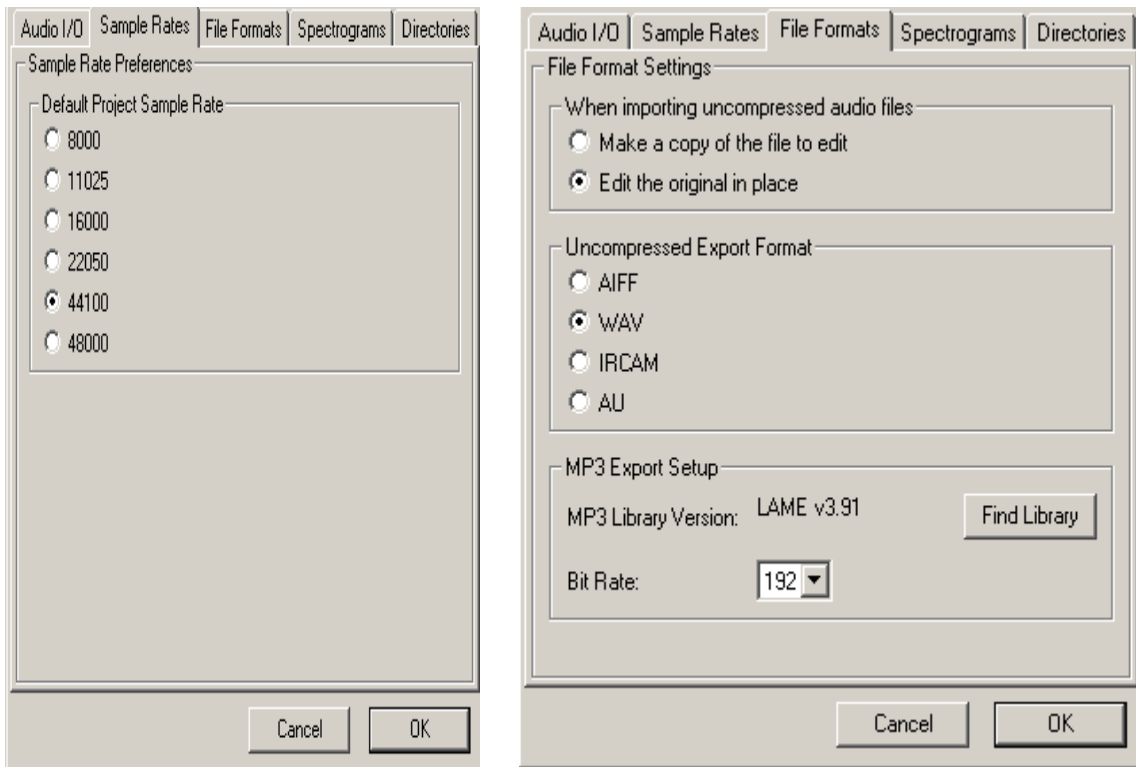 Audio I/O Sample Rates File Formats Spectrograms Directories
Sample Rate Preferences
Default Project Sample Rate
8000
11025
16000
22050
44100
48000
Cancel OK
Audio I/O Sample Rates File Formats Spectrograms Directories
File Format Settings
When importing uncompressed audio files
Make a copy of the file to edit
Edit the original in place
Uncompressed Export Format
AIFF
WAV
IRCAM
AU
MP3 Export Setup
MP3 Library Version: LAME v3.91 Find Library
Bit Rate: 192
Cancel OK